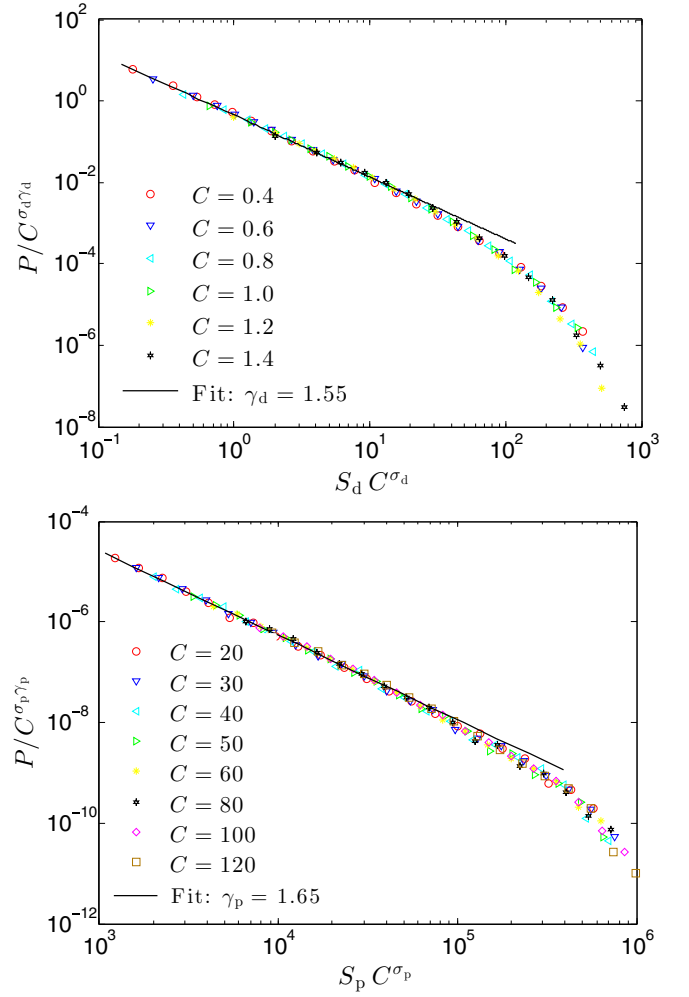 10^2
10^0
10^−2
10^−4
10^−6
10^−8
P/C^{σ_d γ_d}
C = 0.4
C = 0.6
C = 0.8
C = 1.0
C = 1.2
C = 1.4
Fit: γ_d = 1.55
10^−1 10^0 10^1 10^2 10^3
S_d C^{σ_d}
10^−4
10^−6
10^−8
10^−10
10^−12
P/C^{σ_p γ_p}
C = 20
C = 30
C = 40
C = 50
C = 60
C = 80
C = 100
C = 120
Fit: γ_p = 1.65
10^3 10^4 10^5 10^6
S_p C^{σ_p}